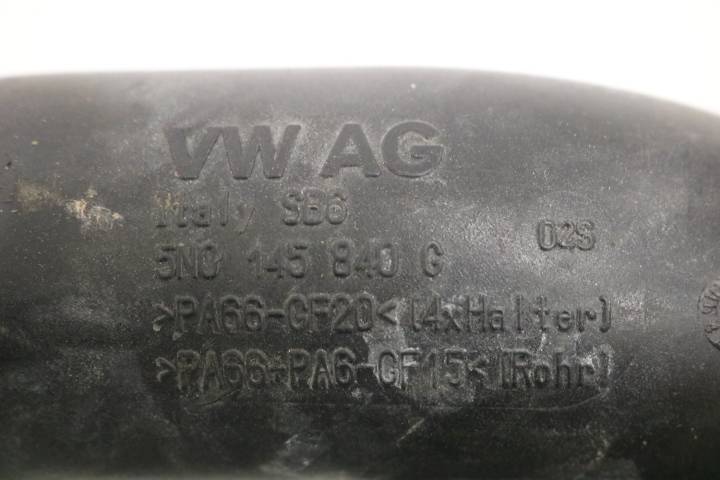 VW AG
Italy SB6
02S
5N0 145 840 G
>PA66-GF20< (4xHalter)
>PA66+PA6-GF15< (Rohr)